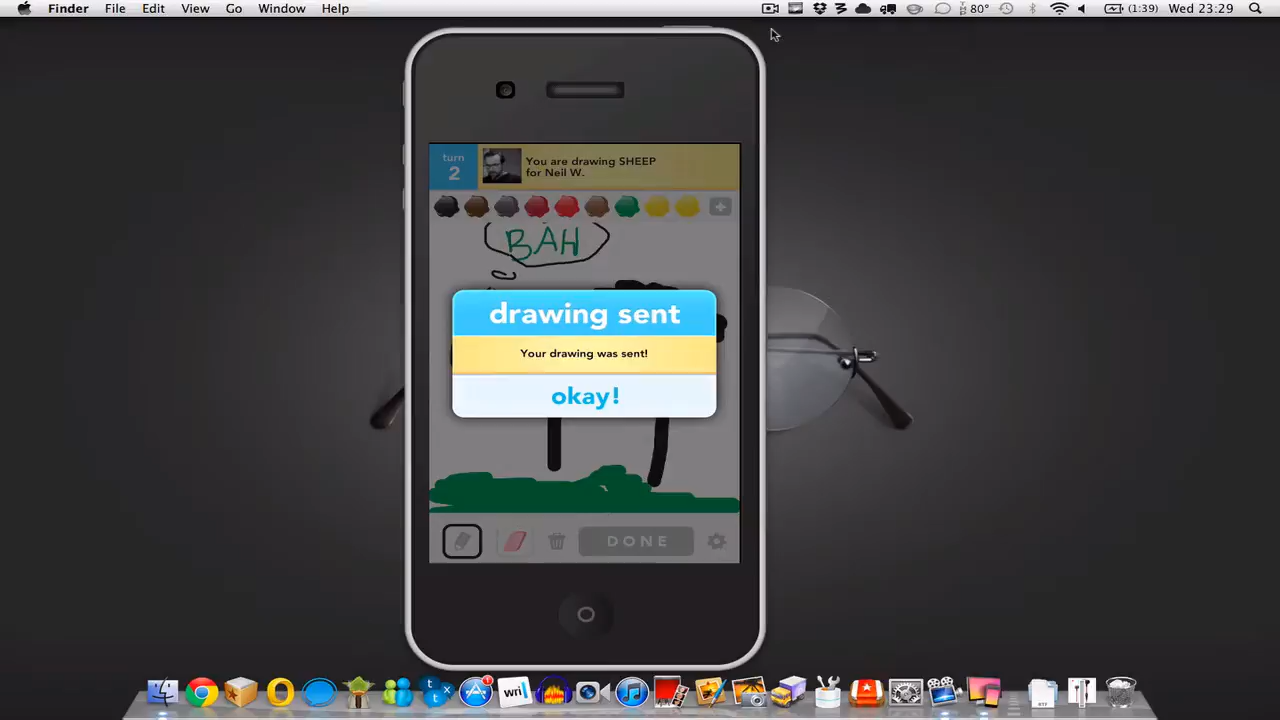 Finder File Edit View Go Window Help
80° (1:39) Wed 23:29
turn
2
You are drawing SHEEP
for Neil W.
BAH
drawing sent
Your drawing was sent!
okay!
DONE
wri